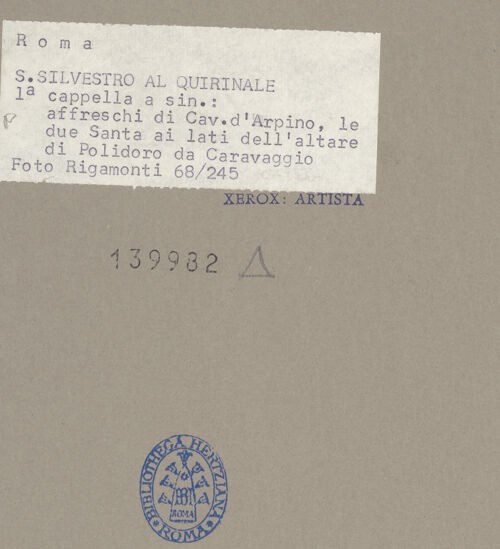 Roma
S.SILVESTRO AL QUIRINALE
1ª cappella a sin.:
affreschi di Cav.d'Arpino, le
due Santa ai lati dell'altare
di Polidoro da Caravaggio
Foto Rigamonti 68/245
XEROX: ARTISTA
139982
BIBLIOTHECA HERTZIANA
ROMA
ROMA